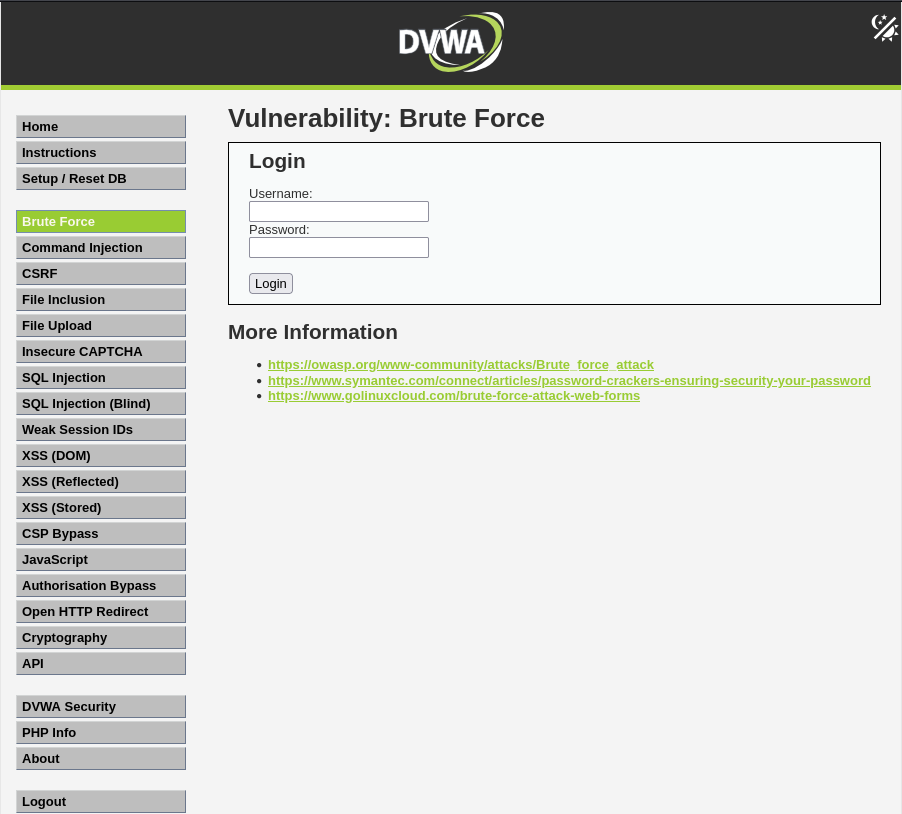 DVWA
Home
Instructions
Setup / Reset DB
Brute Force
Command Injection
CSRF
File Inclusion
File Upload
Insecure CAPTCHA
SQL Injection
SQL Injection (Blind)
Weak Session IDs
XSS (DOM)
XSS (Reflected)
XSS (Stored)
CSP Bypass
JavaScript
Authorisation Bypass
Open HTTP Redirect
Cryptography
API
DVWA Security
PHP Info
About
Logout
Vulnerability: Brute Force
Login
Username:
Password:
Login
More Information
https://owasp.org/www-community/attacks/Brute_force_attack
https://www.symantec.com/connect/articles/password-crackers-ensuring-security-your-password
https://www.golinuxcloud.com/brute-force-attack-web-forms